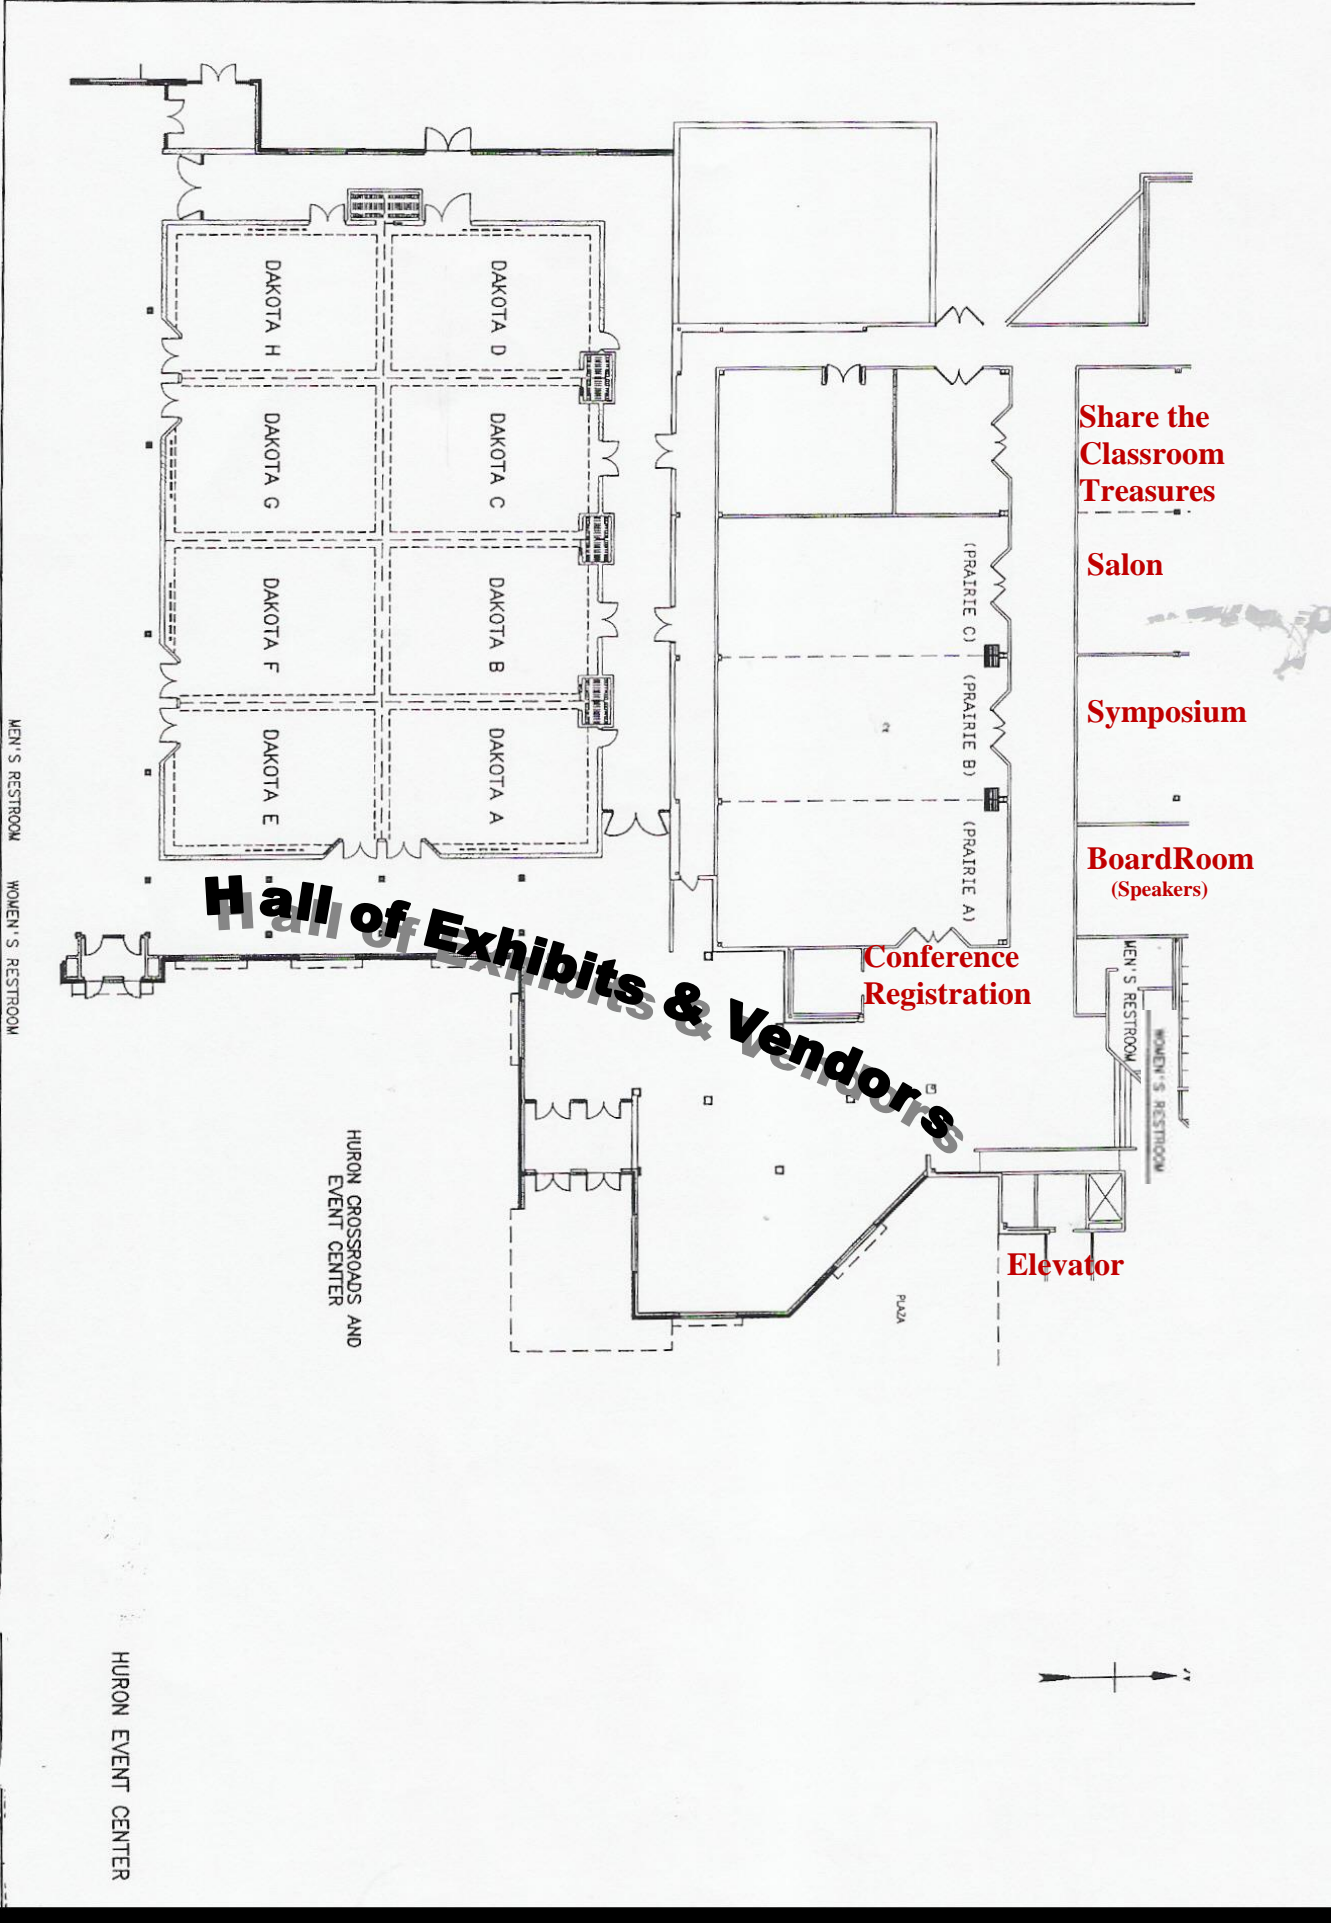 DAKOTA H
DAKOTA D
DAKOTA G
DAKOTA C
DAKOTA F
DAKOTA B
DAKOTA E
DAKOTA A
(PRAIRIE C)
(PRAIRIE B)
(PRAIRIE A)
Share the
Classroom
Treasures
Salon
Symposium
BoardRoom
(Speakers)
MEN'S RESTROOM
WOMEN'S RESTROOM
Hall of Exhibits & Vendors
Conference
Registration
MEN'S RESTROOM
WOMEN'S RESTROOM
HURON CROSSROADS AND
EVENT CENTER
Elevator
PLAZA
HURON EVENT CENTER